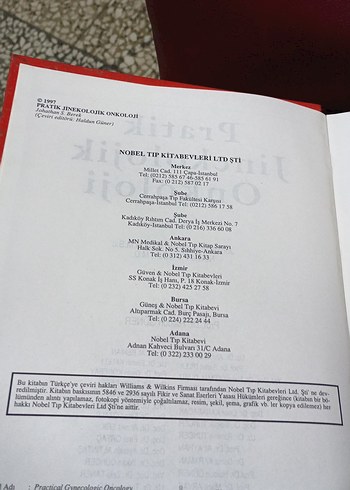 © 1997
PRATİK JİNEKOLOJİK ONKOLOJİ
Johathan S. Berek
(Çeviri editörü: Haldun Güner)
NOBEL TIP KİTABEVLERİ LTD ŞTİ
Merkez
Millet Cad. 111 Çapa-İstanbul
Tel: (0212) 585 67 46-585 61 91
Fax: (0 212) 587 02 17
Şube
Cerrahpaşa Tıp Fakültesi Karşısı
Cerrahpaşa-İstanbul Tel: (0212) 586 17 58
Şube
Kadıköy Rıhtım Cad. Derya İş Merkezi No. 7
Kadıköy-İstanbul Tel: (0 216) 336 60 08
Ankara
MN Medikal & Nobel Tıp Kitap Sarayı
Halk Sok. No 5. Sıhhiye-Ankara
Tel: (0 312) 431 16 33
İzmir
Güven & Nobel Tıp Kitabevleri
SS Konak İş Hanı, P. 18 Konak-İzmir
Tel: (0 232) 425 27 58
Bursa
Güneş & Nobel Tıp Kitabevi
Altıparmak Cad. Burç Pasajı, Bursa
Tel: (0 224) 222 24 44
Adana
Nobel Tıp Kitabevi
Adnan Kahveci Bulvarı 31/C Adana
Tel: (0 322) 233 00 29
Bu kitabın Türkçe'ye çeviri hakları Williams & Wilkins Firması tarafından Nobel Tıp Kitabevleri Ltd. Şti 'ne dev-
redilmiştir. Kitabın baskısının 5846 ve 2936 sayılı Fikir ve Sanat Eserleri Yasası Hükümleri gereğince (kitabın bir bö-
lümünden alıntı yapılamaz, fotokopi yöntemiyle çoğaltılamaz, resim, şekil, şema, grafik vb. ler kopya edilemez) her
hakkı Nobel Tıp Kitabevleri Ltd Şti'ne aittir.
Adı : Practical Gynecologic Oncology